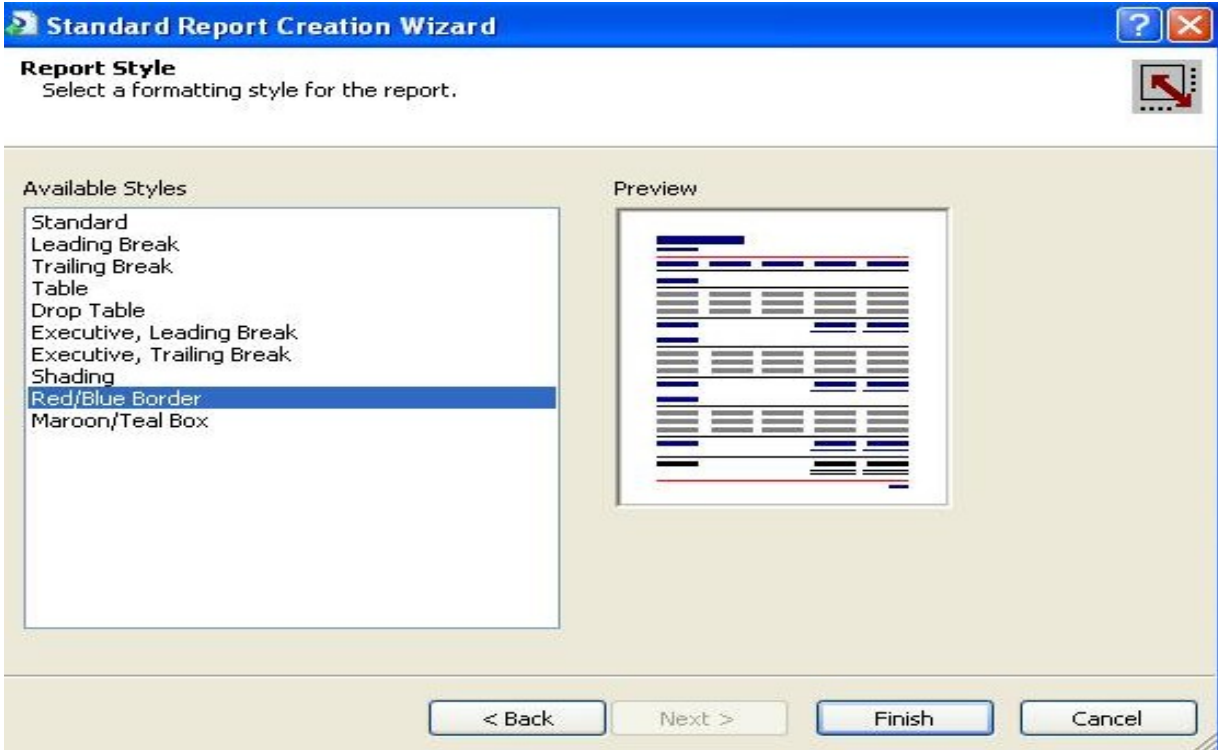 Standard Report Creation Wizard
Report Style
Select a formatting style for the report.
Available Styles
Preview
Standard
Leading Break
Trailing Break
Table
Drop Table
Executive, Leading Break
Executive, Trailing Break
Shading
Red/Blue Border
Maroon/Teal Box
< Back
Next >
Finish
Cancel